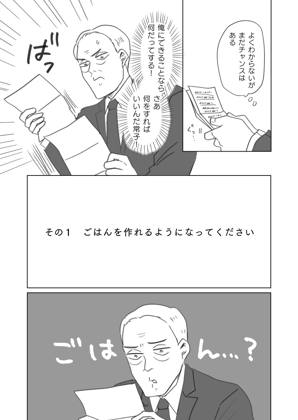 よくわからないが
まだチャンスは
ある
俺にできることなら
何だってする！
さあ
何をすれば
いいんだ常子
ばっ
その１　ごはんを作れるようになってください
ごはん…？